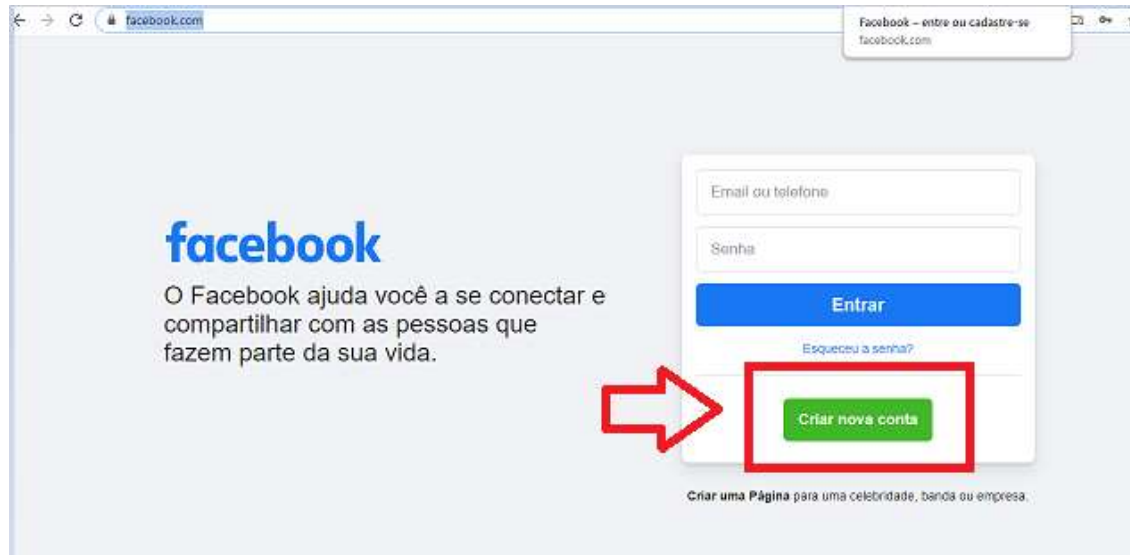 facebook.com
Facebook – entre ou cadastre-se
facebook.com
facebook
O Facebook ajuda você a se conectar e
compartilhar com as pessoas que
fazem parte da sua vida.
Email ou telefone
Senha
Entrar
Esqueceu a senha?
Criar nova conta
Criar uma Página para uma celebridade, banda ou empresa.